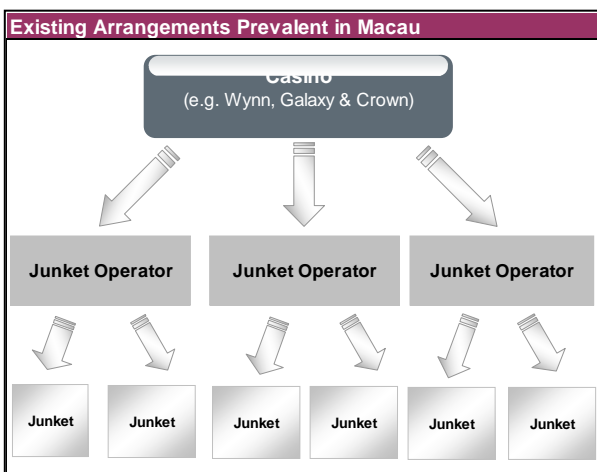 Existing Arrangements Prevalent in Macau
Casino
(e.g. Wynn, Galaxy & Crown)
Junket Operator Junket Operator Junket Operator
Junket Junket Junket Junket Junket Junket